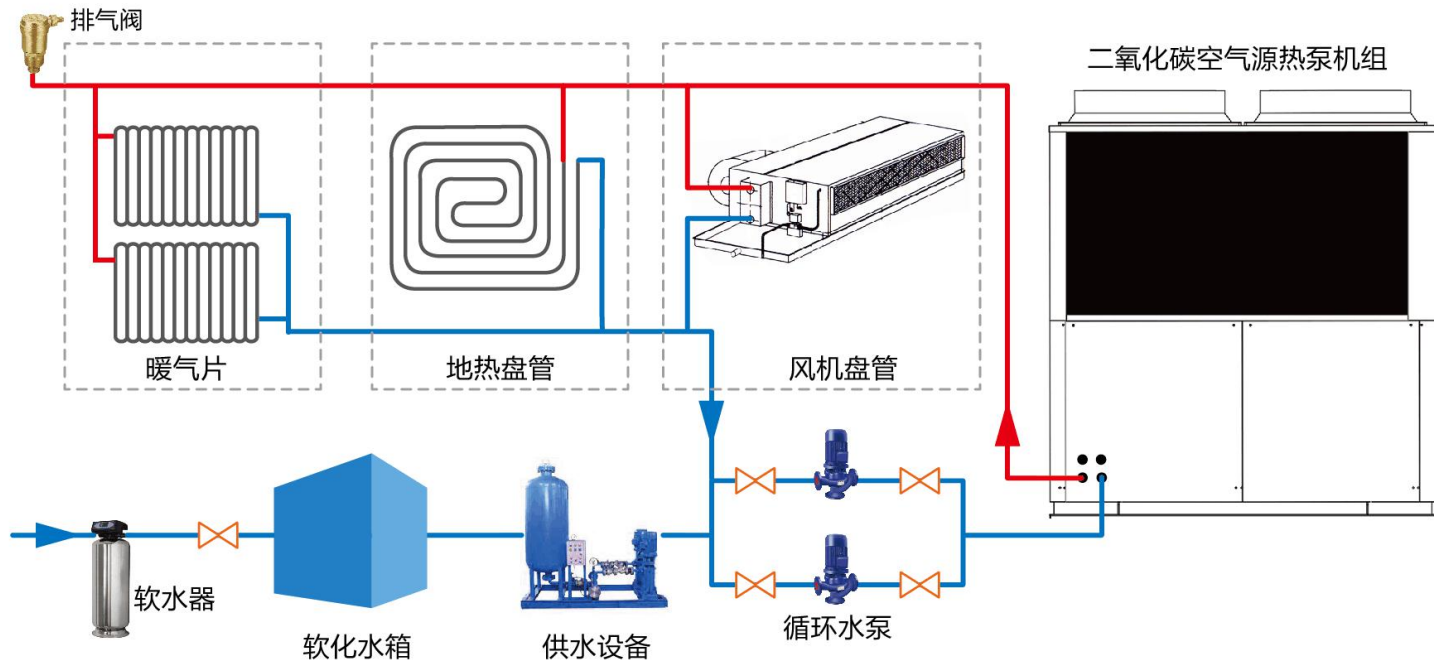 排气阀
二氧化碳空气源热泵机组
暖气片
地热盘管
风机盘管
软水器
软化水箱
供水设备
循环水泵